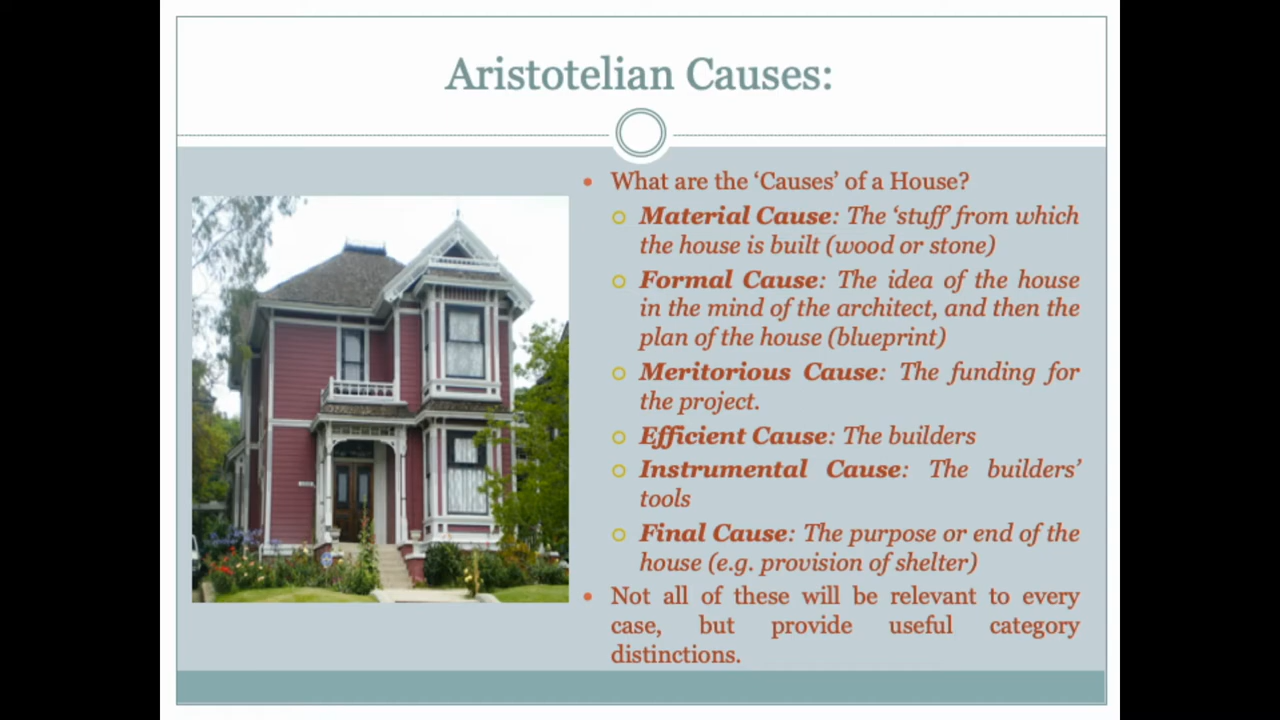 Aristotelian Causes:
What are the ‘Causes’ of a House?
Material Cause: The ‘stuff’ from which
the house is built (wood or stone)
Formal Cause: The idea of the house
in the mind of the architect, and then the
plan of the house (blueprint)
Meritorious Cause: The funding for
the project.
Efficient Cause: The builders
Instrumental Cause: The builders’
tools
Final Cause: The purpose or end of the
house (e.g. provision of shelter)
Not all of these will be relevant to every
case, but provide useful category
distinctions.